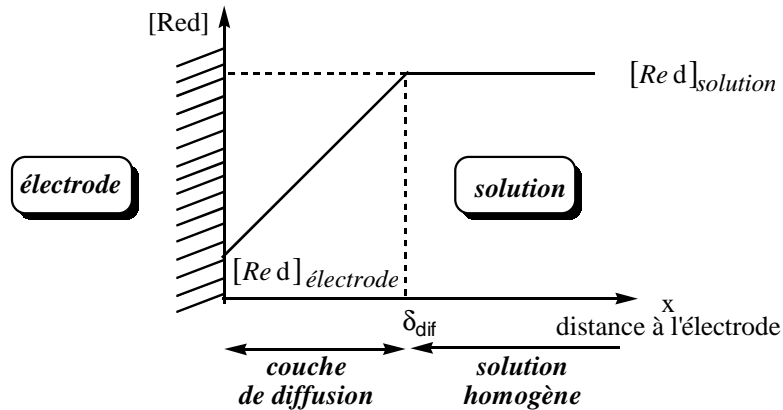 [Red]
[Re d]solution
électrode
solution
[Re d] électrode
x
δdif
distance à l'électrode
couche
de diffusion
solution
homogène